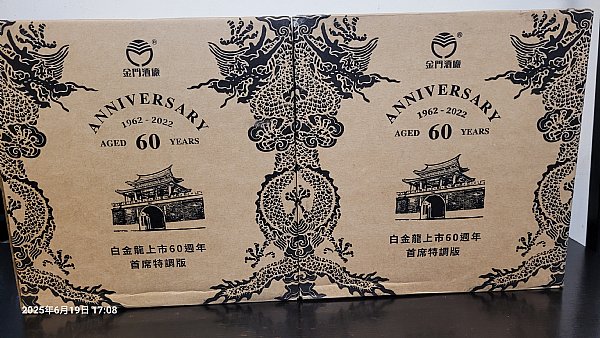 ®
金門酒廠
ANNIVERSARY
1962-2022
AGED 60 YEARS
白金龍上市60週年
首席特調版
®
金門酒廠
ANNIVERSARY
1962-2022
AGED 60 YEARS
白金龍上市60週年
首席特調版
2025年6月19日 17:08